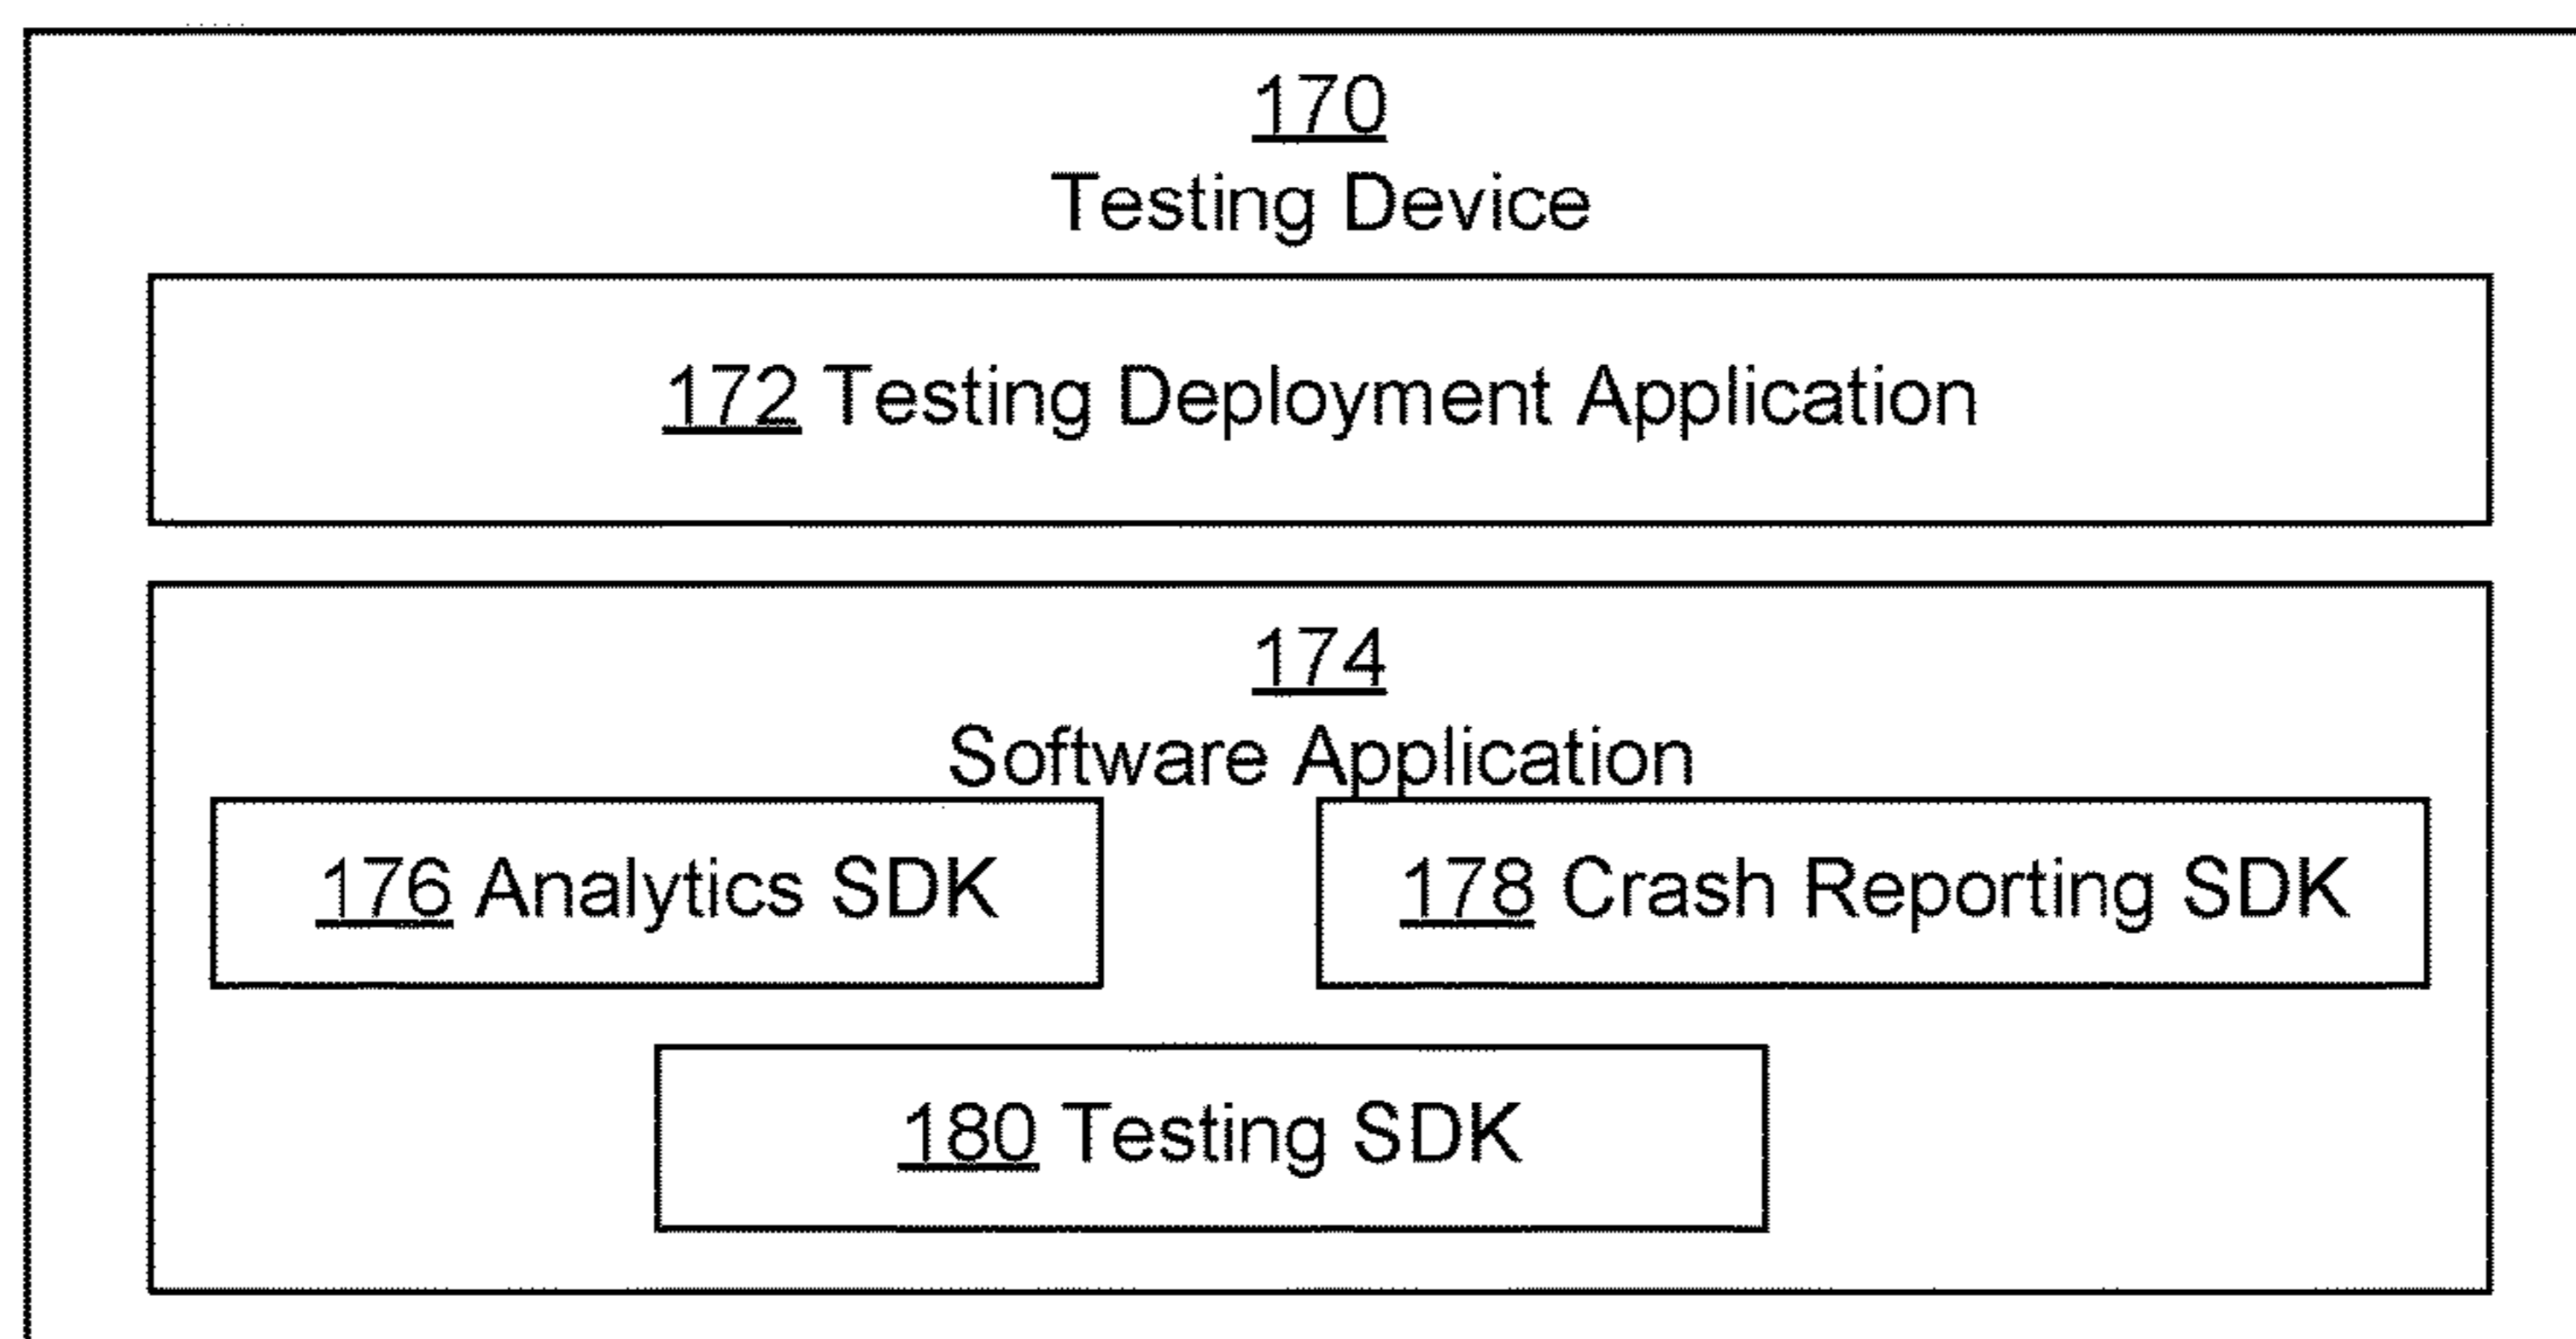 170
Testing Device
172 Testing Deployment Application
174
Software Application
176 Analytics SDK
178 Crash Reporting SDK
180 Testing SDK